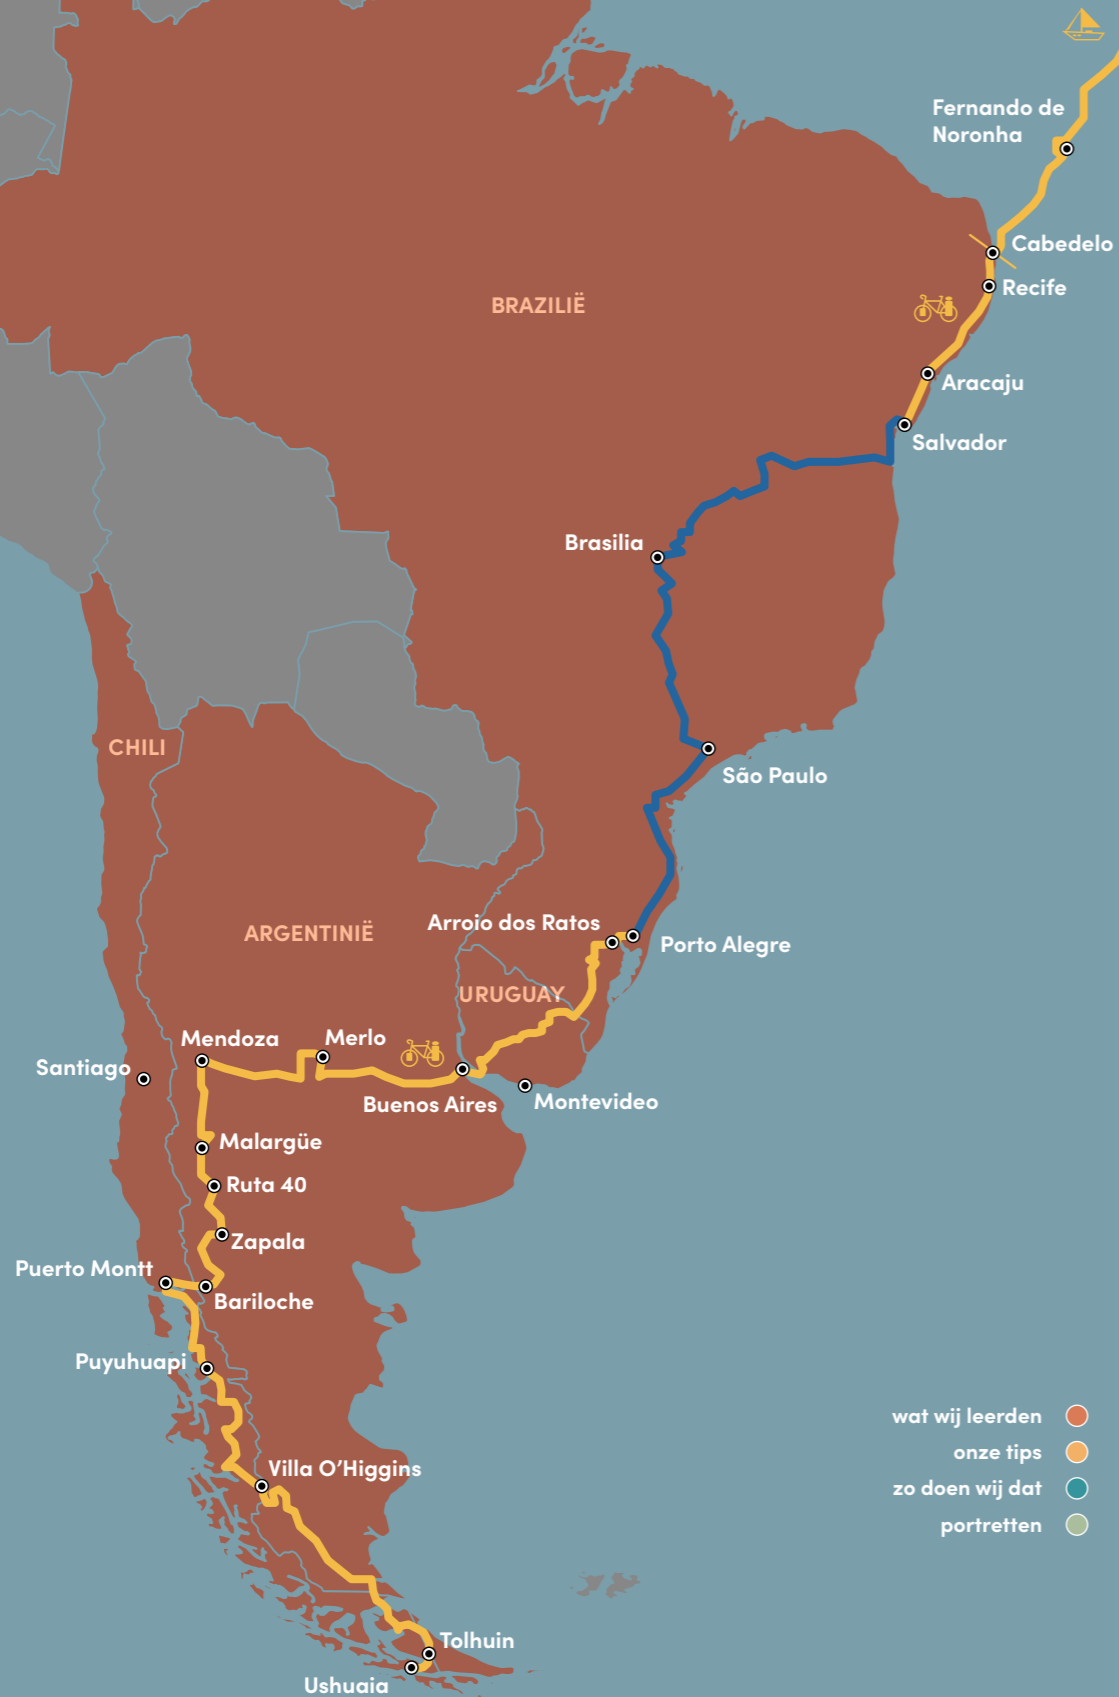 Fernando de
Noronha
Cabedelo
Recife
BRAZILIË
Aracaju
Salvador
Brasilia
CHILI
São Paulo
Arroio dos Ratos
ARGENTINIË
Porto Alegre
URUGUAY
Mendoza
Merlo
Santiago
Buenos Aires
Montevideo
Malargüe
Ruta 40
Zapala
Puerto Montt
Bariloche
Puyuhuapi
wat wij leerden
onze tips
Villa O’Higgins
zo doen wij dat
portretten
Tolhuin
Ushuaia